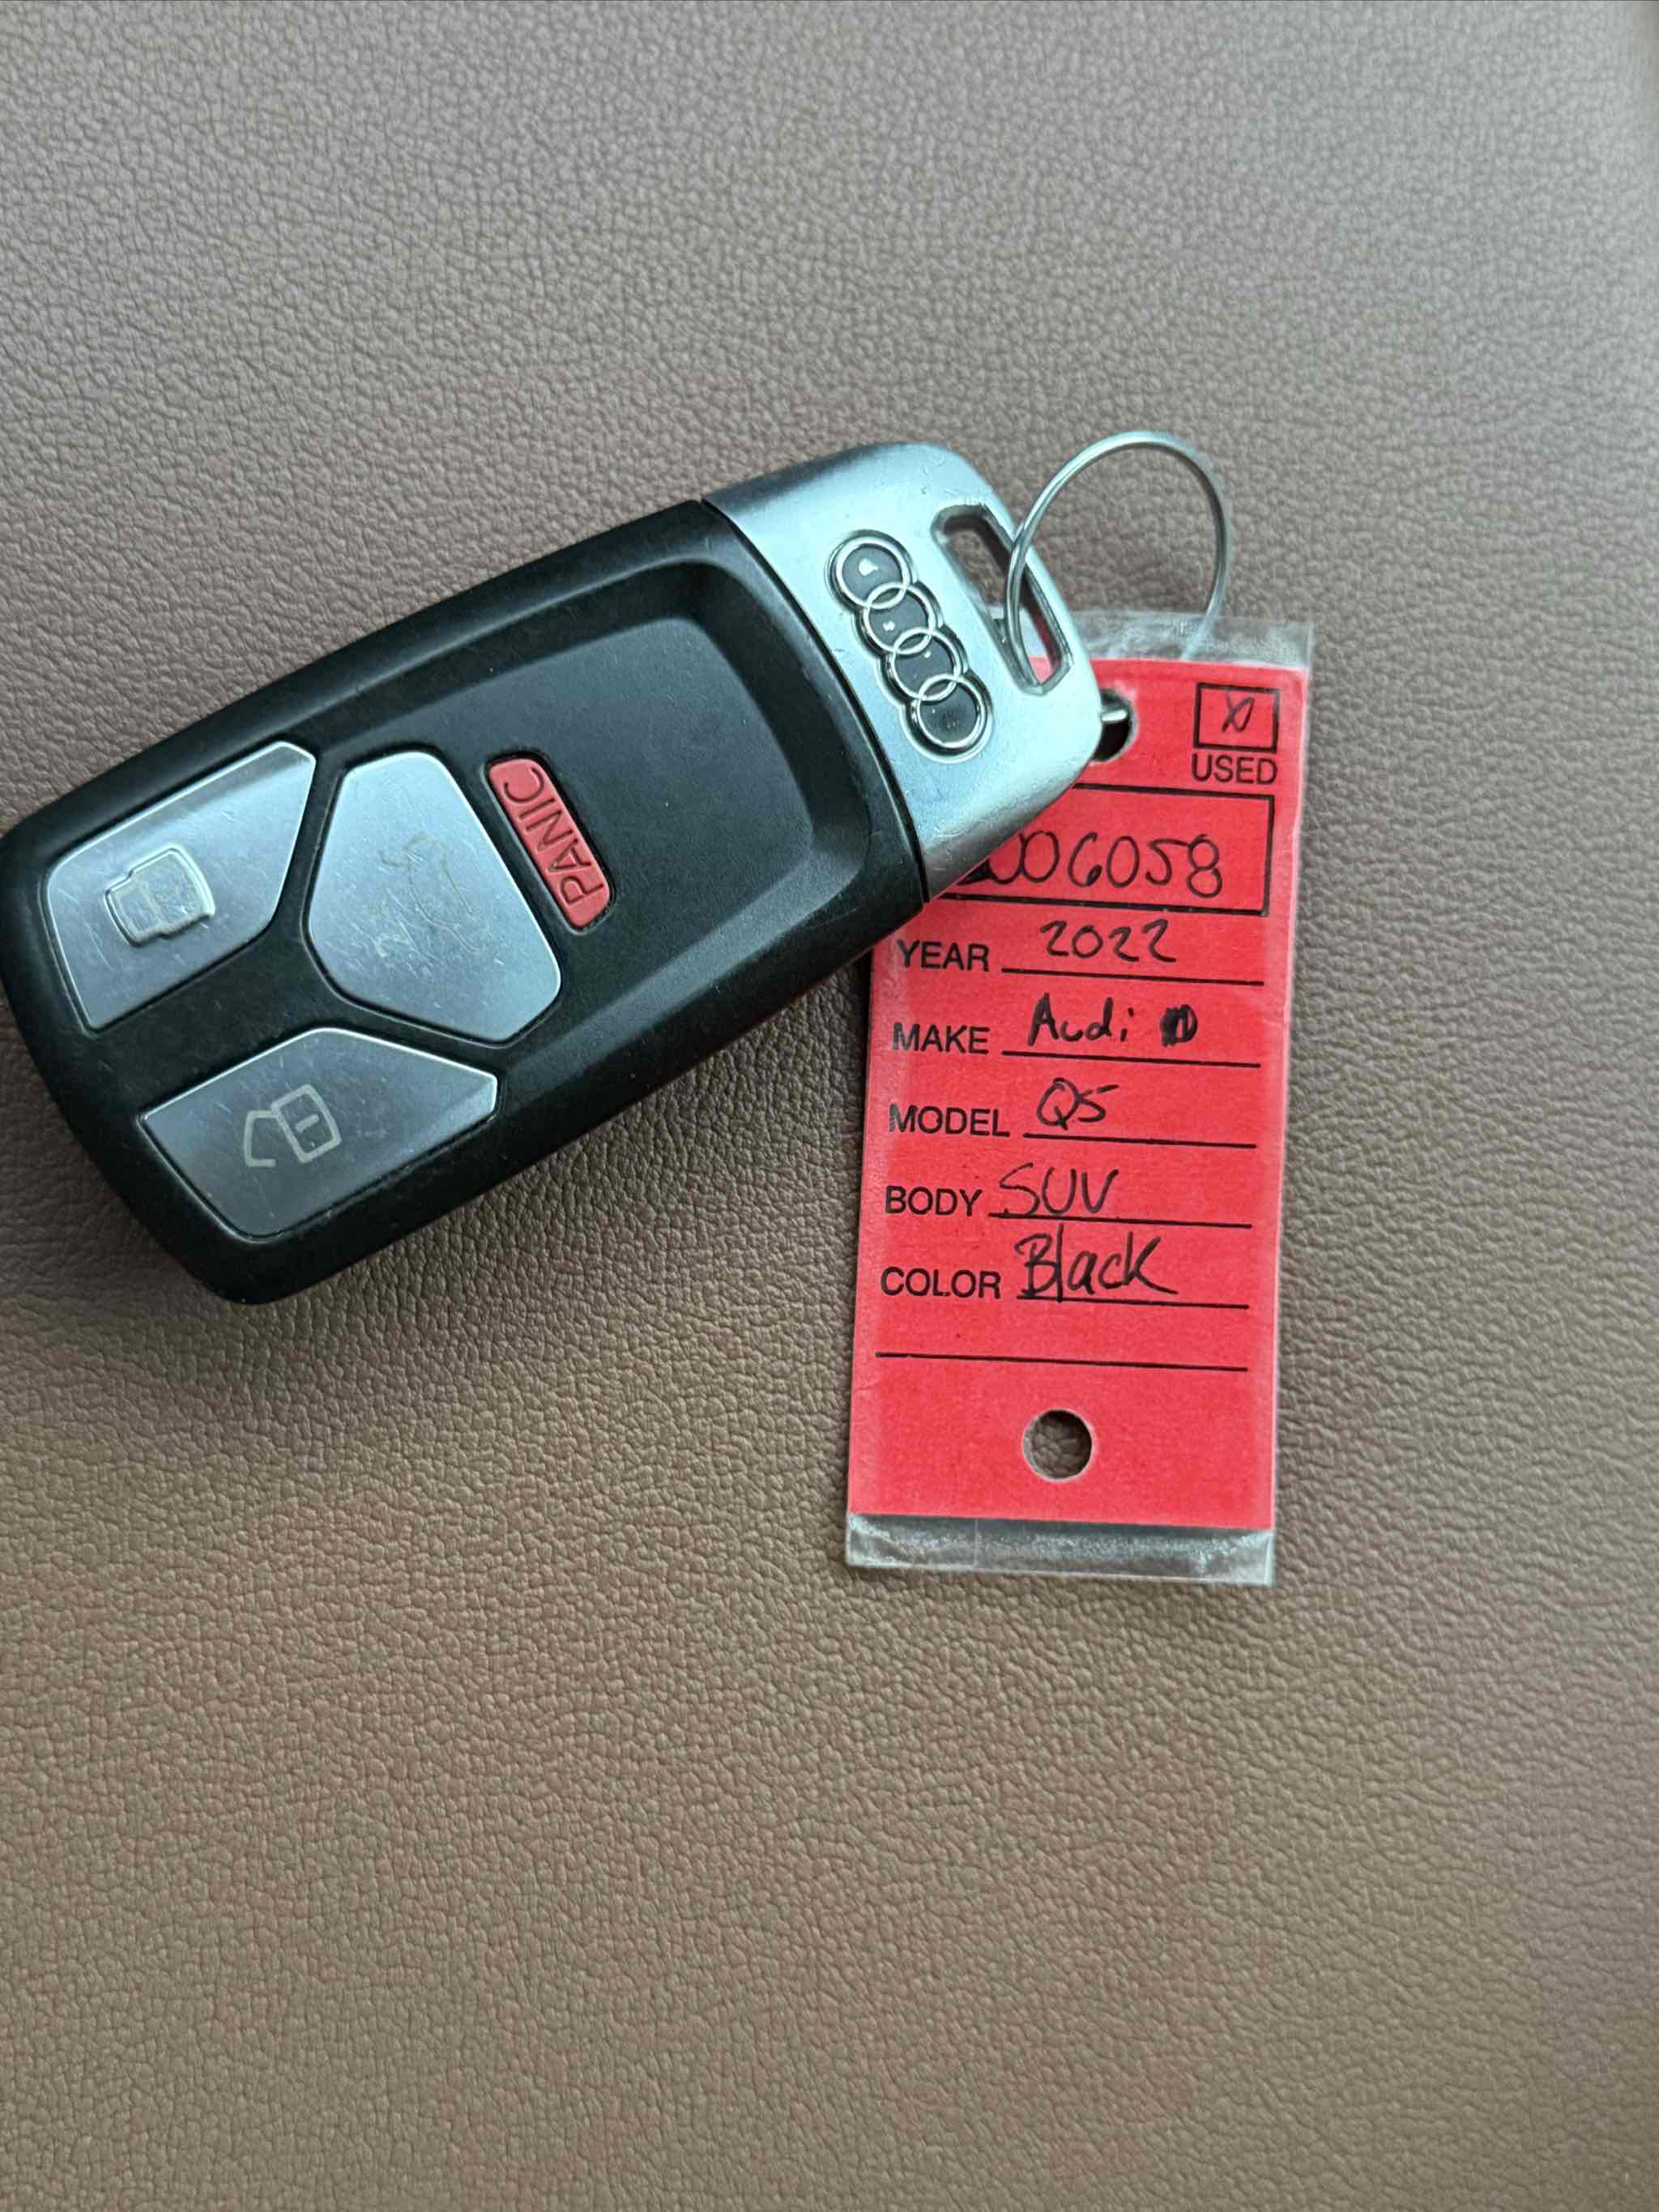 PANIC
X
USED
006058
YEAR 2022
MAKE Audi
MODEL Q5
BODY SUV
COLOR Black